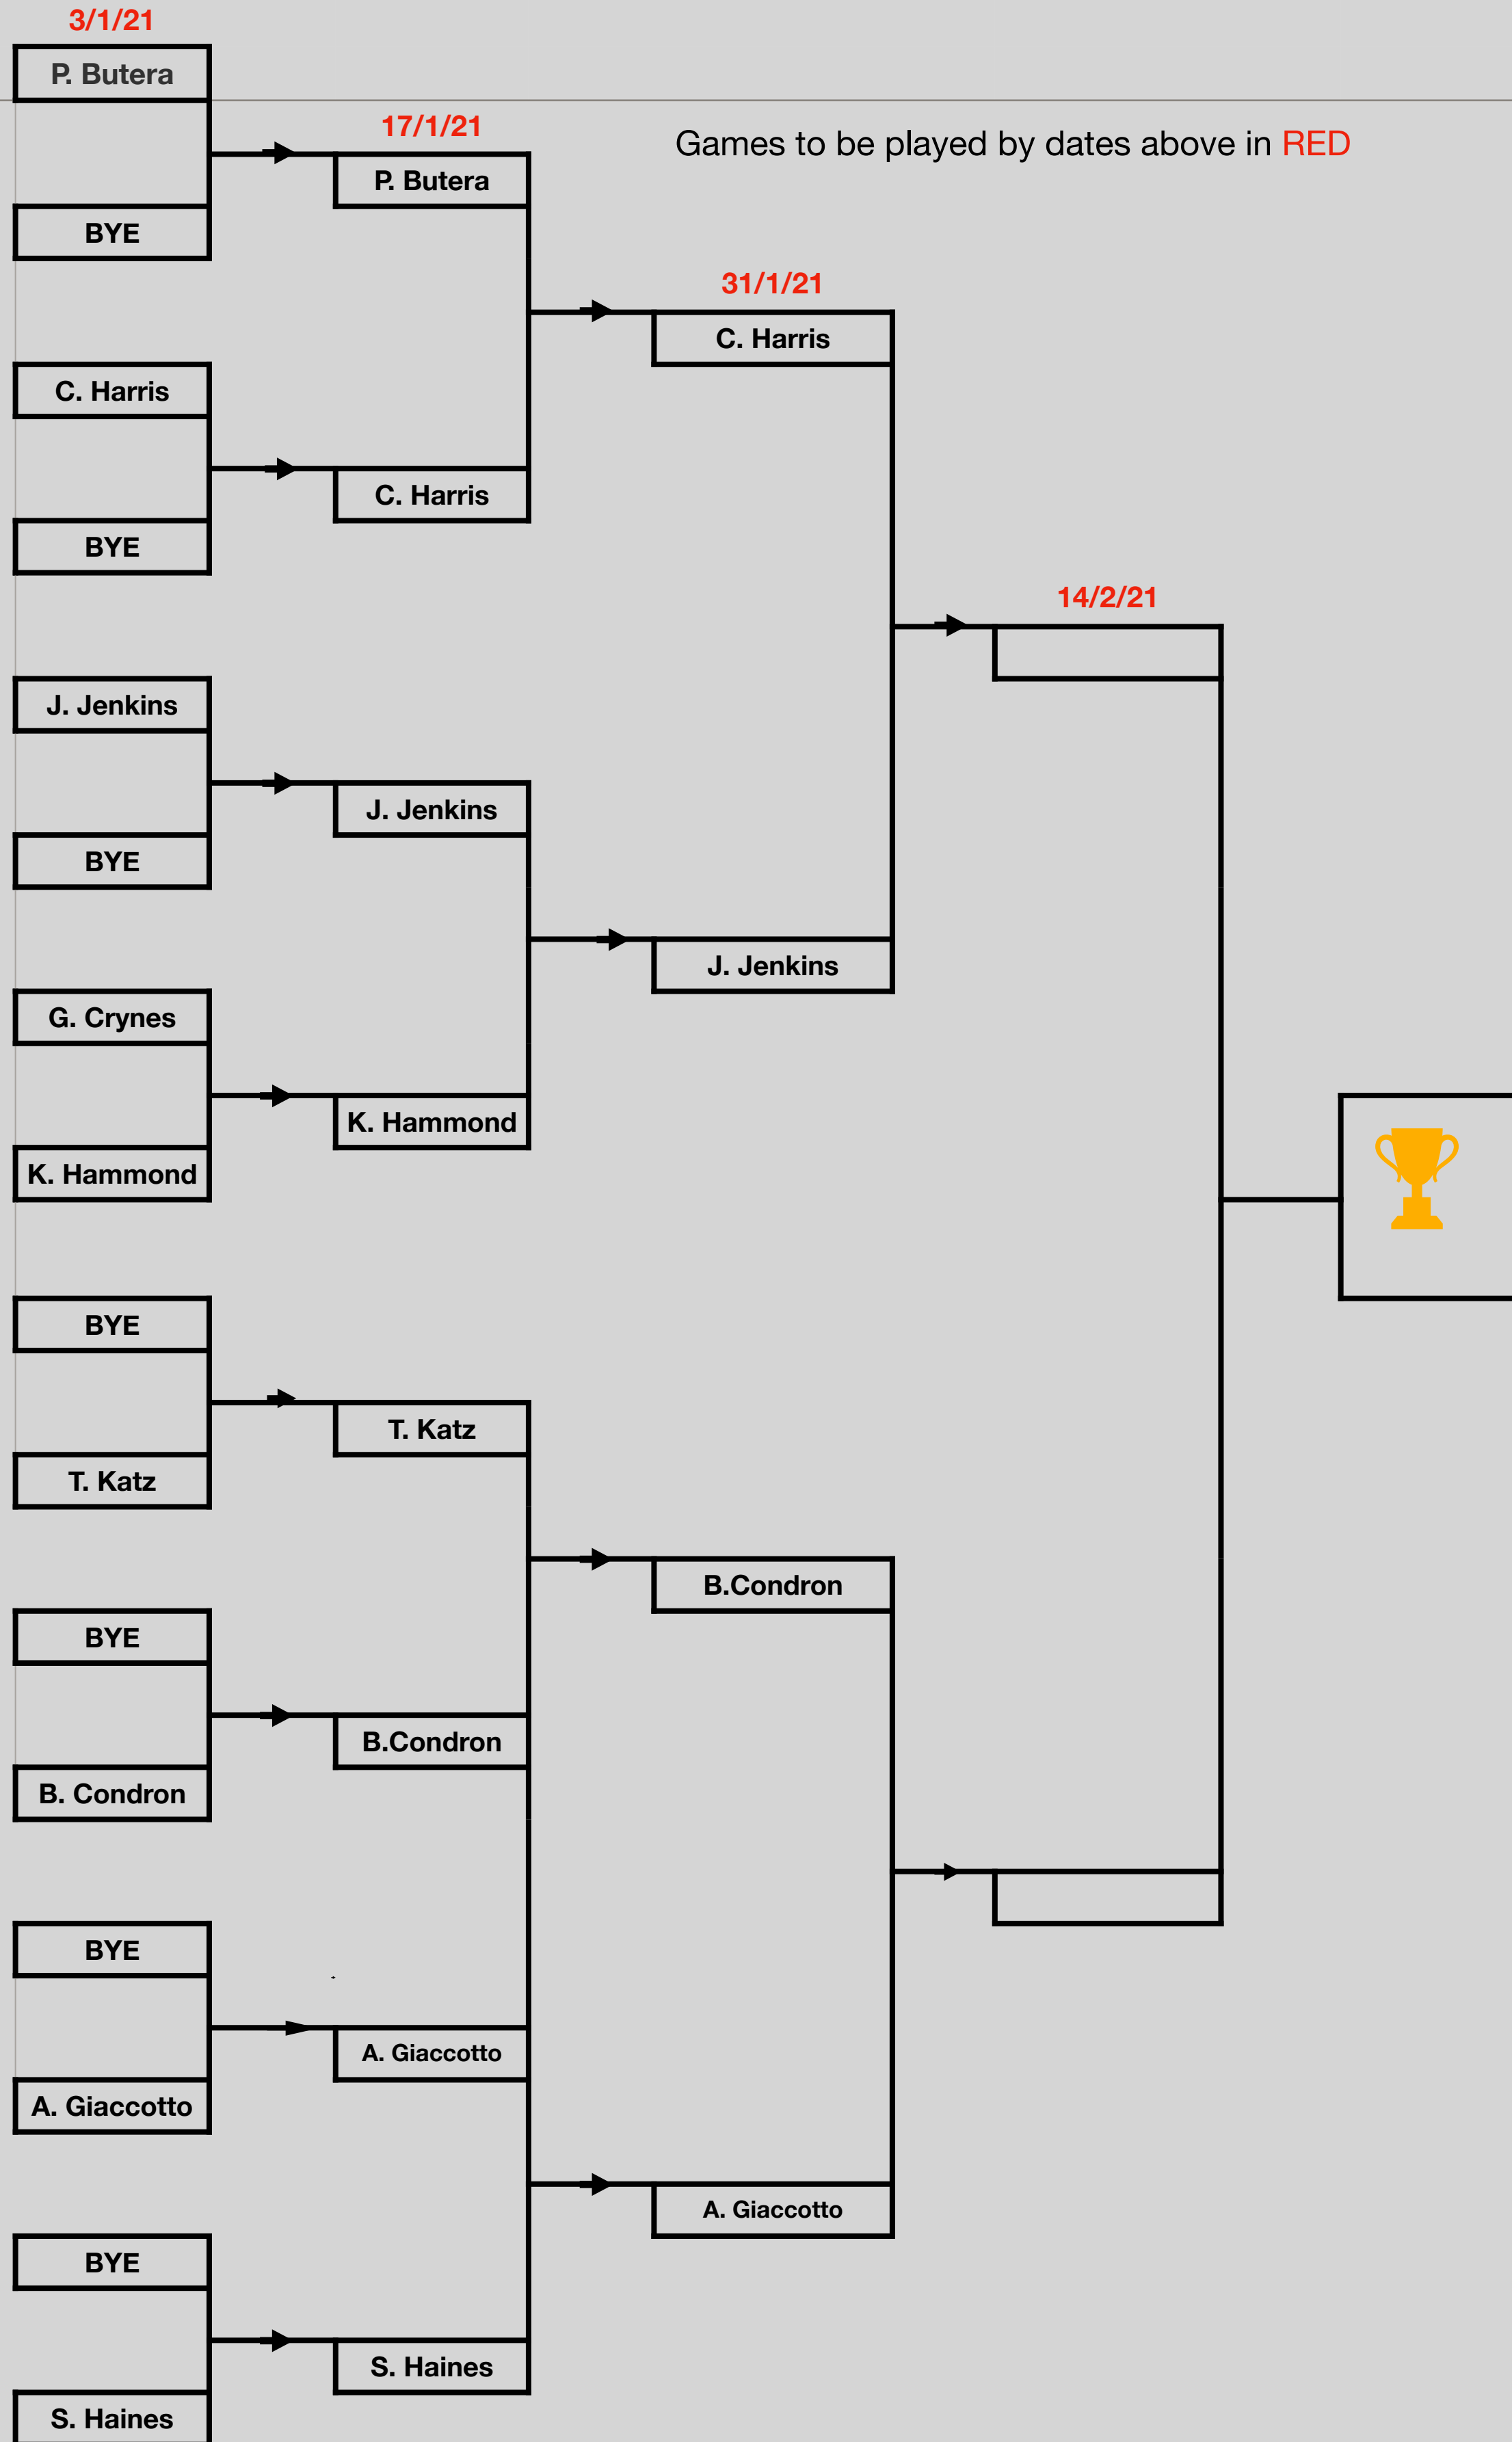 3/1/21
P. Butera
BYE
C. Harris
BYE
J. Jenkins
BYE
G. Crynes
K. Hammond
BYE
T. Katz
BYE
B. Condron
BYE
A. Giaccotto
BYE
S. Haines
17/1/21
P. Butera
C. Harris
J. Jenkins
K. Hammond
T. Katz
B.Condron
A. Giaccotto
S. Haines
Games to be played by dates above in RED
31/1/21
C. Harris
J. Jenkins
B.Condron
A. Giaccotto
14/2/21